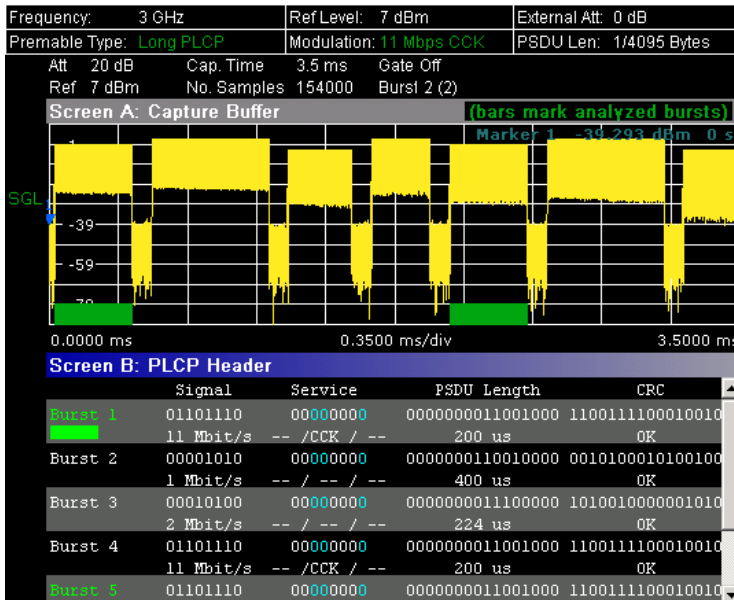 Frequency: 3 GHz Ref Level: 7 dBm External Att: 0 dB
Premable Type: Long PLCP Modulation: 11 Mbps CCK PSDU Len: 1/4095 Bytes
Att 20 dB Cap. Time 3.5 ms Gate Off
Ref 7 dBm No. Samples 154000 Burst 2 (2)
Screen A: Capture Buffer (bars mark analyzed bursts)
Marker 1 -39.293 dBm 0 s
1
SGL
-39
-59
-79
0.0000 ms 0.3500 ms/div 3.5000 ms
Screen B: PLCP Header
Signal Service PSDU Length CRC
Burst 1 01101110 00000000 0000000011001000 1100111100010010
11 Mbit/s -- /CCK / -- 200 us OK
Burst 2 00001010 00000000 0000000110010000 0010100010100100
1 Mbit/s -- / -- / -- 400 us OK
Burst 3 00010100 00000000 0000000011100000 1010010000001010
2 Mbit/s -- / -- / -- 224 us OK
Burst 4 01101110 00000000 0000000011001000 1100111100010010
11 Mbit/s -- /CCK / -- 200 us OK
Burst 5 01101110 00000000 0000000011001000 1100111100010010